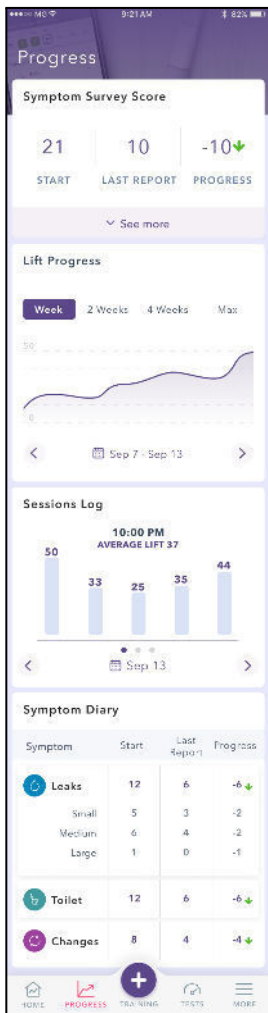 MG 9:21 AM 82%
Progress
Symptom Survey Score
21 10 -10
START LAST REPORT PROGRESS
See more
Lift Progress
Week 2 Weeks 4 Weeks Max
50
0
Sep 7 - Sep 13
Sessions Log
10:00 PM
AVERAGE LIFT 37
50 33 25 35 44
Sep 13
Symptom Diary
Symptom Start Last Report Progress
Leaks 12 6 -6
Small 5 3 -2
Medium 6 4 -2
Large 1 0 -1
Toilet 12 6 -6
Changes 8 4 -4
HOME PROGRESS TRAINING TESTS MORE